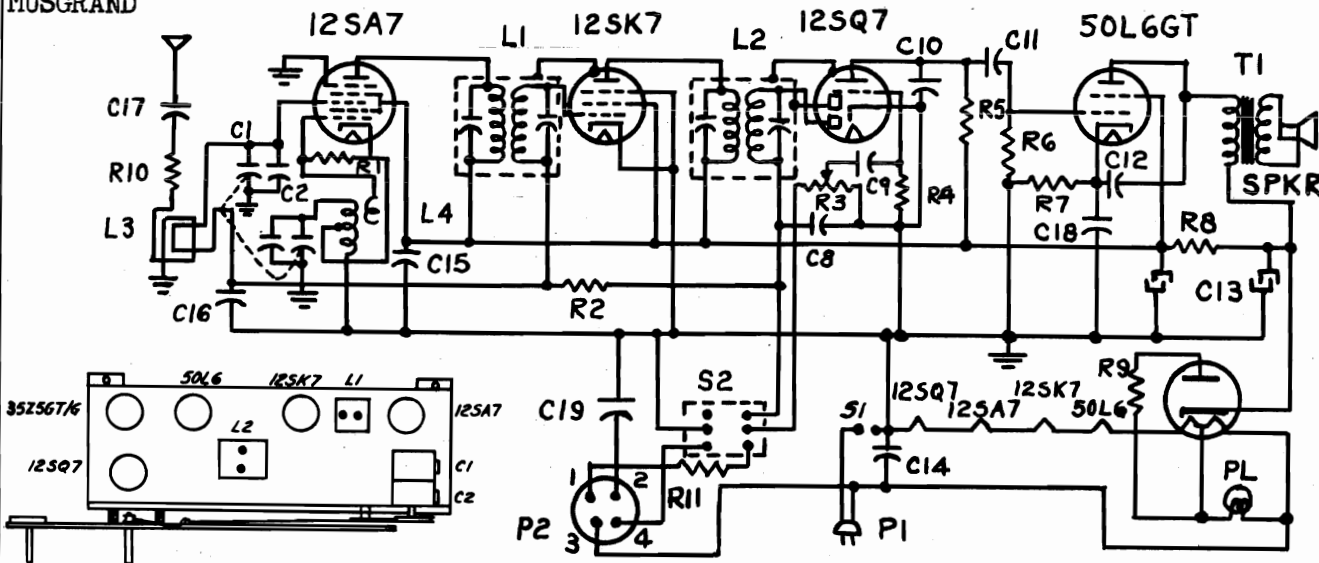 MUSGRAND
12SA7
L1
12SK7
L2
12SQ7
C10
C11
50L6GT
T1
C17
C1
R5
R6
C12
R10
R1
C2
C9
R4
SPKR
R3
R7
L3
L4
C18
R8
C15
C8
C16
R2
C13
S2
R9
50L6
12SK7
L1
35Z5GT/G
12SA7
L2
C19
S1
12SQ7
12SA7
12SK7
50L6
12SQ7
C1
C2
C14
PL
1
2
R11
P2
3
4
P1